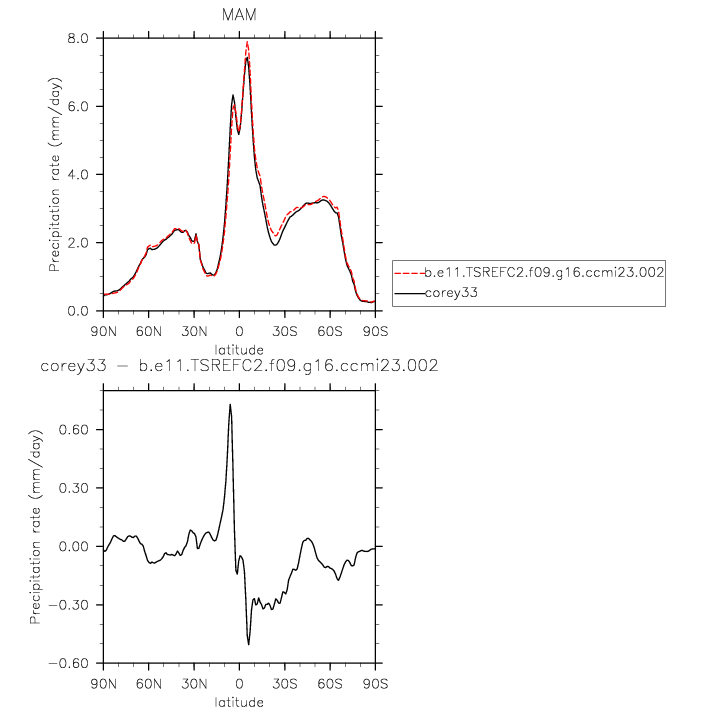 MAM
Precipitation rate (mm/day)
8.0
6.0
4.0
2.0
0.0
90N 60N 30N 0 30S 60S 90S
latitude
b.e11.TSREFC2.f09.g16.ccmi23.002
corey33
corey33 − b.e11.TSREFC2.f09.g16.ccmi23.002
Precipitation rate (mm/day)
0.60
0.30
0.00
−0.30
−0.60
90N 60N 30N 0 30S 60S 90S
latitude